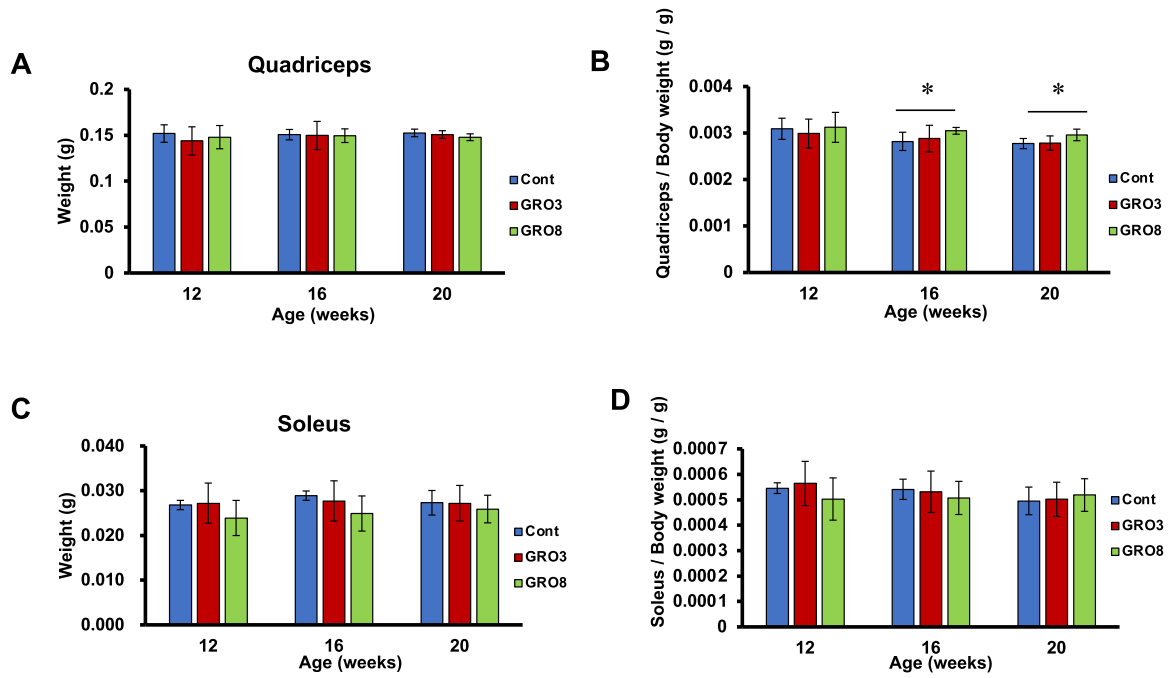 A
Quadriceps
Weight (g)
0.2
0.15
0.1
0.05
0
12
16
20
Age (weeks)
Cont
GRO3
GRO8
B
Quadriceps / Body weight (g / g)
0.004
0.003
0.002
0.001
0
*
*
12
16
20
Age (weeks)
Cont
GRO3
GRO8
C
Soleus
Weight (g)
0.040
0.030
0.020
0.010
0.000
12
16
20
Age (weeks)
Cont
GRO3
GRO8
D
Soleus / Body weight (g / g)
0.0007
0.0006
0.0005
0.0004
0.0003
0.0002
0.0001
0
12
16
20
Age (weeks)
Cont
GRO3
GRO8